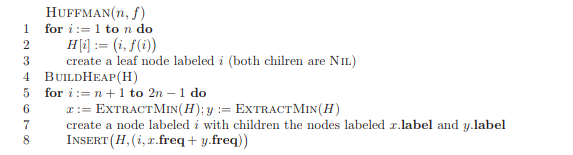 HUFFMAN(n, f)
1 for i := 1 to n do
2 H[i] := (i, f(i))
3 create a leaf node labeled i (both chilren are NIL)
4 BUILDHEAP(H)
5 for i := n + 1 to 2n − 1 do
6 x := EXTRACTMIN(H); y := EXTRACTMIN(H)
7 create a node labeled i with children the nodes labeled x.label and y.label
8 INSERT(H, (i, x.freq + y.freq))